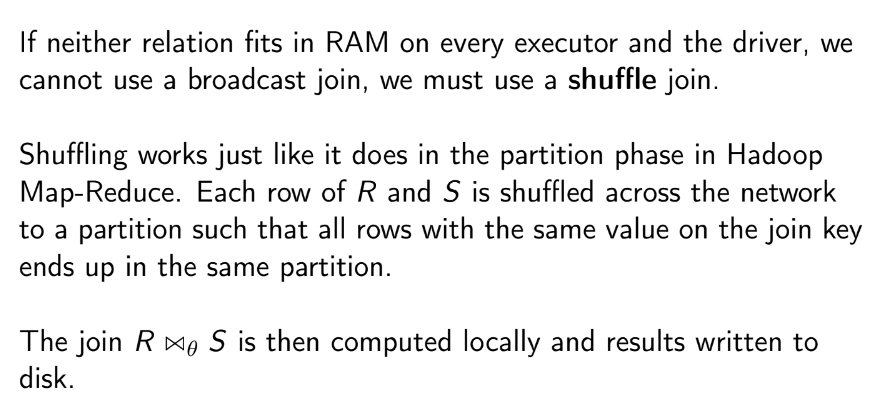 If neither relation fits in RAM on every executor and the driver, we
cannot use a broadcast join, we must use a shuffle join.
Shuffling works just like it does in the partition phase in Hadoop
Map-Reduce. Each row of R and S is shuffled across the network
to a partition such that all rows with the same value on the join key
ends up in the same partition.
The join R ⋈θ S is then computed locally and results written to
disk.